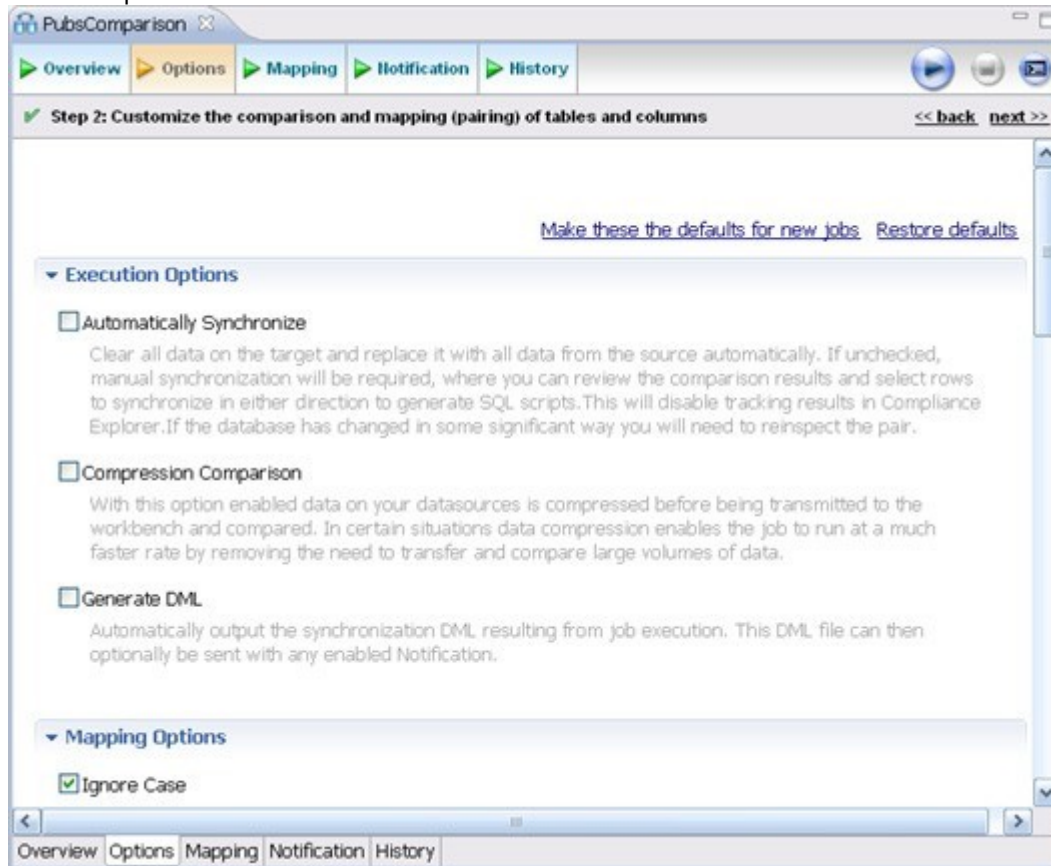 PubsComparison
Overview Options Mapping Notification History
Step 2: Customize the comparison and mapping (pairing) of tables and columns << back next >>
Make these the defaults for new jobs Restore defaults
Execution Options
Automatically Synchronize
Clear all data on the target and replace it with all data from the source automatically. If unchecked,
manual synchronization will be required, where you can review the comparison results and select rows
to synchronize in either direction to generate SQL scripts.This will disable tracking results in Compliance
Explorer.If the database has changed in some significant way you will need to reinspect the pair.
Compression Comparison
With this option enabled data on your datasources is compressed before being transmitted to the
workbench and compared. In certain situations data compression enables the job to run at a much
faster rate by removing the need to transfer and compare large volumes of data.
Generate DML
Automatically output the synchronization DML resulting from job execution. This DML file can then
optionally be sent with any enabled Notification.
Mapping Options
Ignore Case
Overview Options Mapping Notification History